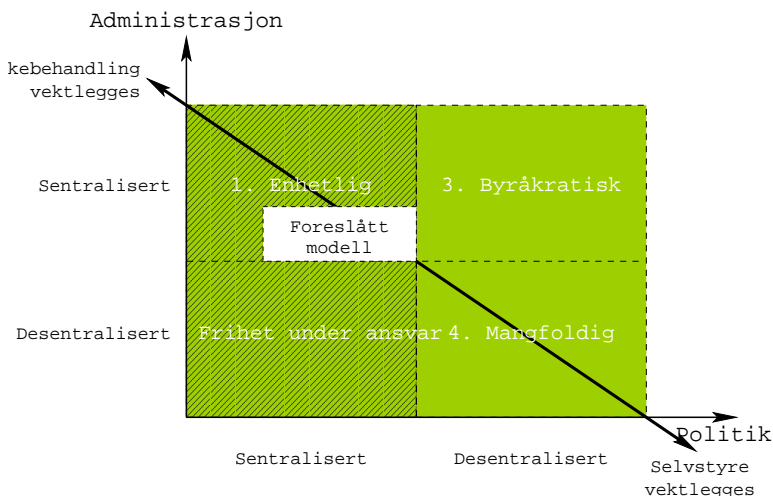 Administrasjon
kebehandling
vektlegges
Sentralisert
1. Enhetlig
3. Byråkratisk
Foreslått
modell
Desentralisert
Frihet under ansvar
4. Mangfoldig
Politik
Sentralisert
Desentralisert
Selvstyre
vektlegges